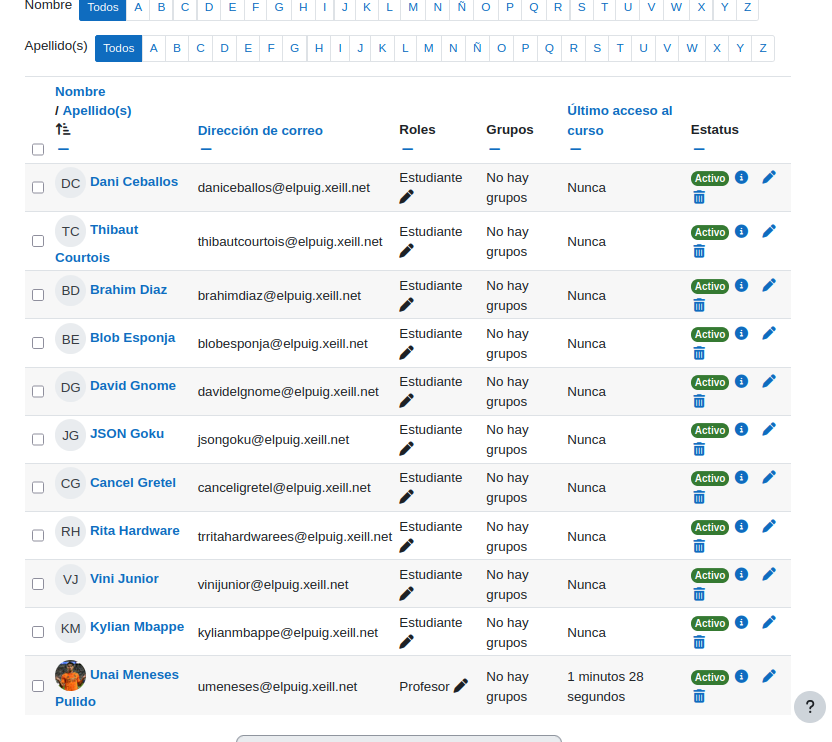 Nombre Todos A B C D E F G H I J K L M N Ñ O P Q R S T U V W X Y Z
Apellido(s) Todos A B C D E F G H I J K L M N Ñ O P Q R S T U V W X Y Z
Nombre
/ Apellido(s)
Dirección de correo
Roles
Grupos
Último acceso al
curso
Estatus
DC Dani Ceballos daniceballos@elpuig.xeill.net Estudiante No hay
grupos Nunca Activo
TC Thibaut
Courtois thibautcourtois@elpuig.xeill.net Estudiante No hay
grupos Nunca Activo
BD Brahim Diaz brahimdiaz@elpuig.xeill.net Estudiante No hay
grupos Nunca Activo
BE Blob Esponja blobesponja@elpuig.xeill.net Estudiante No hay
grupos Nunca Activo
DG David Gnome davidelgnome@elpuig.xeill.net Estudiante No hay
grupos Nunca Activo
JG JSON Goku jsongoku@elpuig.xeill.net Estudiante No hay
grupos Nunca Activo
CG Cancel Gretel canceligretel@elpuig.xeill.net Estudiante No hay
grupos Nunca Activo
RH Rita Hardware trritahardwarees@elpuig.xeill.net Estudiante No hay
grupos Nunca Activo
VJ Vini Junior vinijunior@elpuig.xeill.net Estudiante No hay
grupos Nunca Activo
KM Kylian Mbappe kylianmbappe@elpuig.xeill.net Estudiante No hay
grupos Nunca Activo
Unai Meneses
Pulido umeneses@elpuig.xeill.net Profesor No hay
grupos 1 minutos 28
segundos Activo
?